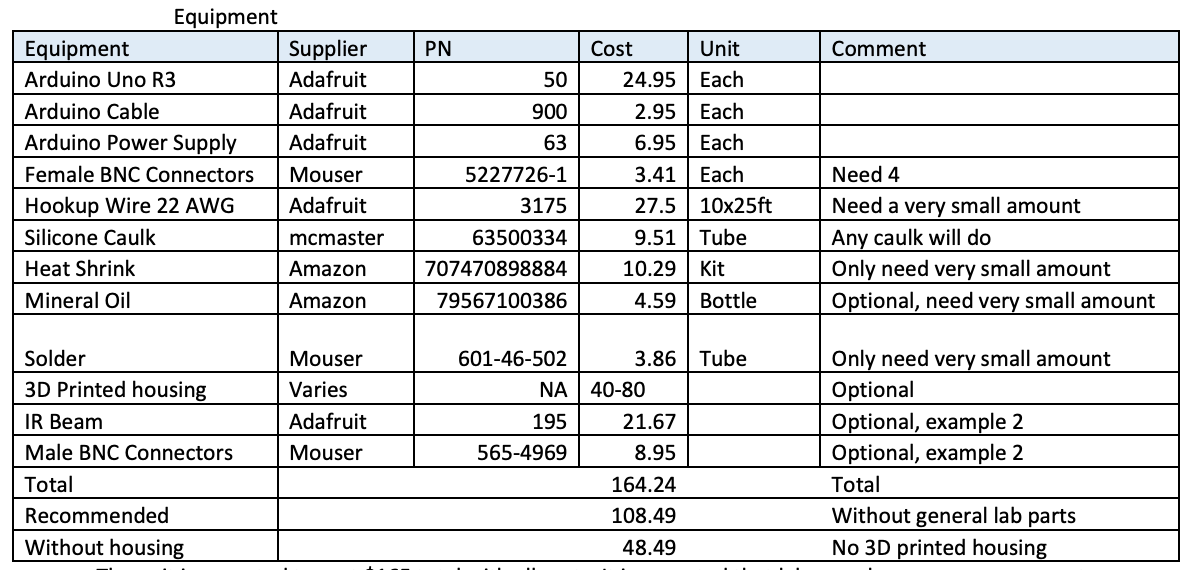 Equipment
Equipment Supplier PN Cost Unit Comment
Arduino Uno R3 Adafruit 50 24.95 Each
Arduino Cable Adafruit 900 2.95 Each
Arduino Power Supply Adafruit 63 6.95 Each
Female BNC Connectors Mouser 5227726-1 3.41 Each Need 4
Hookup Wire 22 AWG Adafruit 3175 27.5 10x25ft Need a very small amount
Silicone Caulk mcmaster 63500334 9.51 Tube Any caulk will do
Heat Shrink Amazon 707470898884 10.29 Kit Only need very small amount
Mineral Oil Amazon 79567100386 4.59 Bottle Optional, need very small amount
Solder Mouser 601-46-502 3.86 Tube Only need very small amount
3D Printed housing Varies NA 40-80 Optional
IR Beam Adafruit 195 21.67 Optional, example 2
Male BNC Connectors Mouser 565-4969 8.95 Optional, example 2
Total 164.24 Total
Recommended 108.49 Without general lab parts
Without housing 48.49 No 3D printed housing